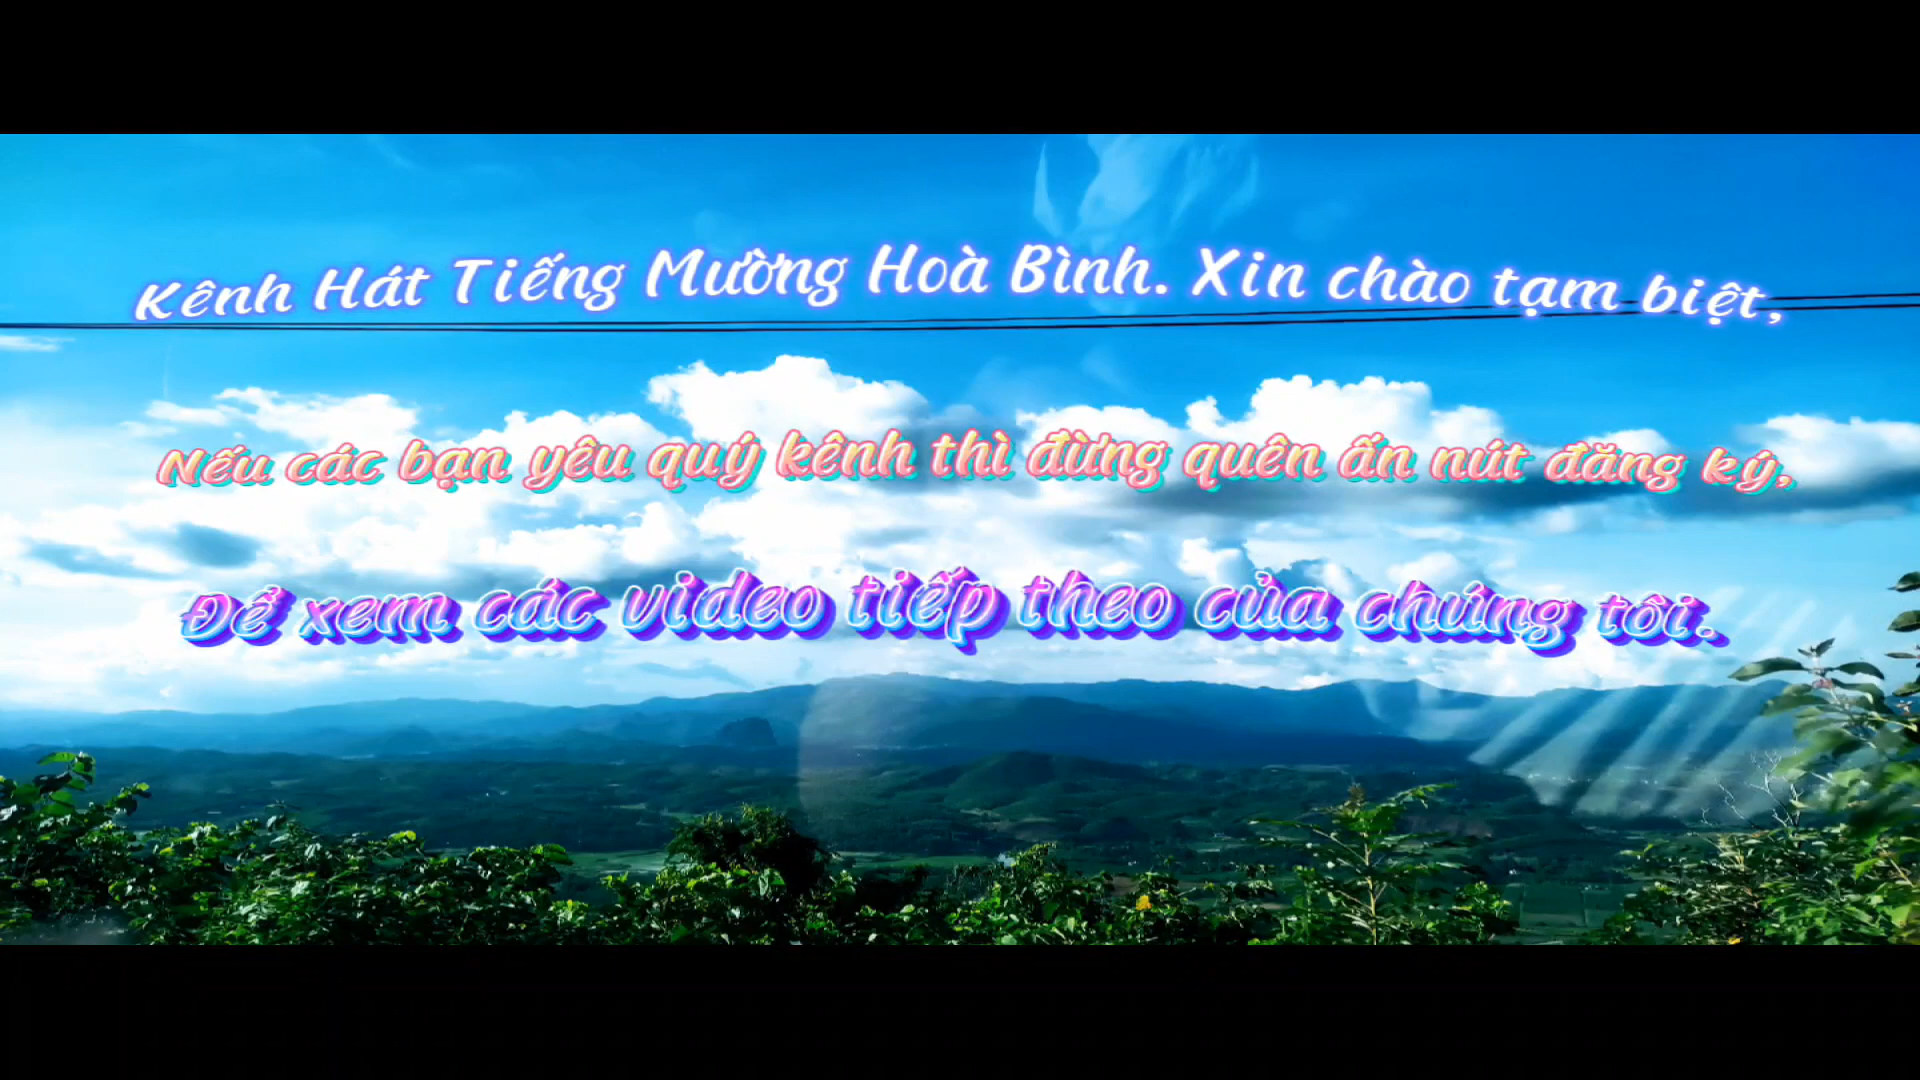 Kênh Hát Tiếng Mường Hoà Bình. Xin chào tạm biệt,
Nếu các bạn yêu quý kênh thì đừng quên ấn nút đăng ký,
Để xem các video tiếp theo của chúng tôi.